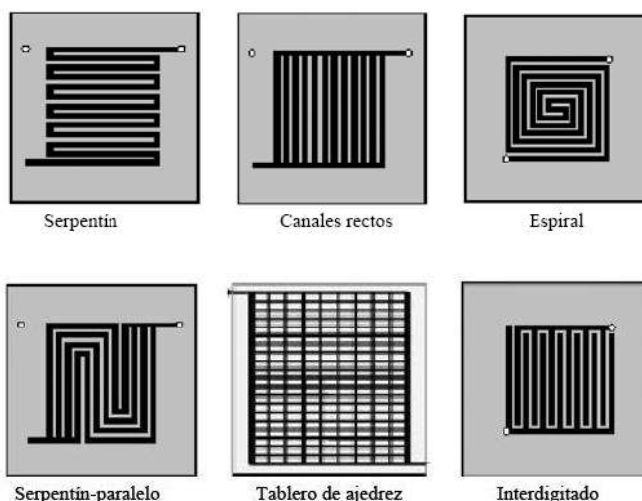 Serpentín
Canales rectos
Espiral
Serpentín-paralelo
Tablero de ajedrez
Interdigitado